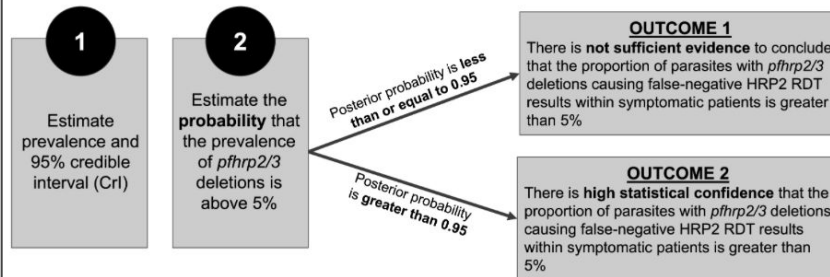 1
Estimate
prevalence and
95% credible
interval (CrI)
2
Estimate the
probability that
the prevalence
of pfhrp2/3
deletions is
above 5%
Posterior probability is less
than or equal to 0.95
Posterior probability
is greater than 0.95
OUTCOME 1
There is not sufficient evidence to conclude
that the proportion of parasites with pfhrp2/3
deletions causing false-negative HRP2 RDT
results within symptomatic patients is greater
than 5%
OUTCOME 2
There is high statistical confidence that the
proportion of parasites with pfhrp2/3 deletions
causing false-negative HRP2 RDT results
within symptomatic patients is greater than
5%